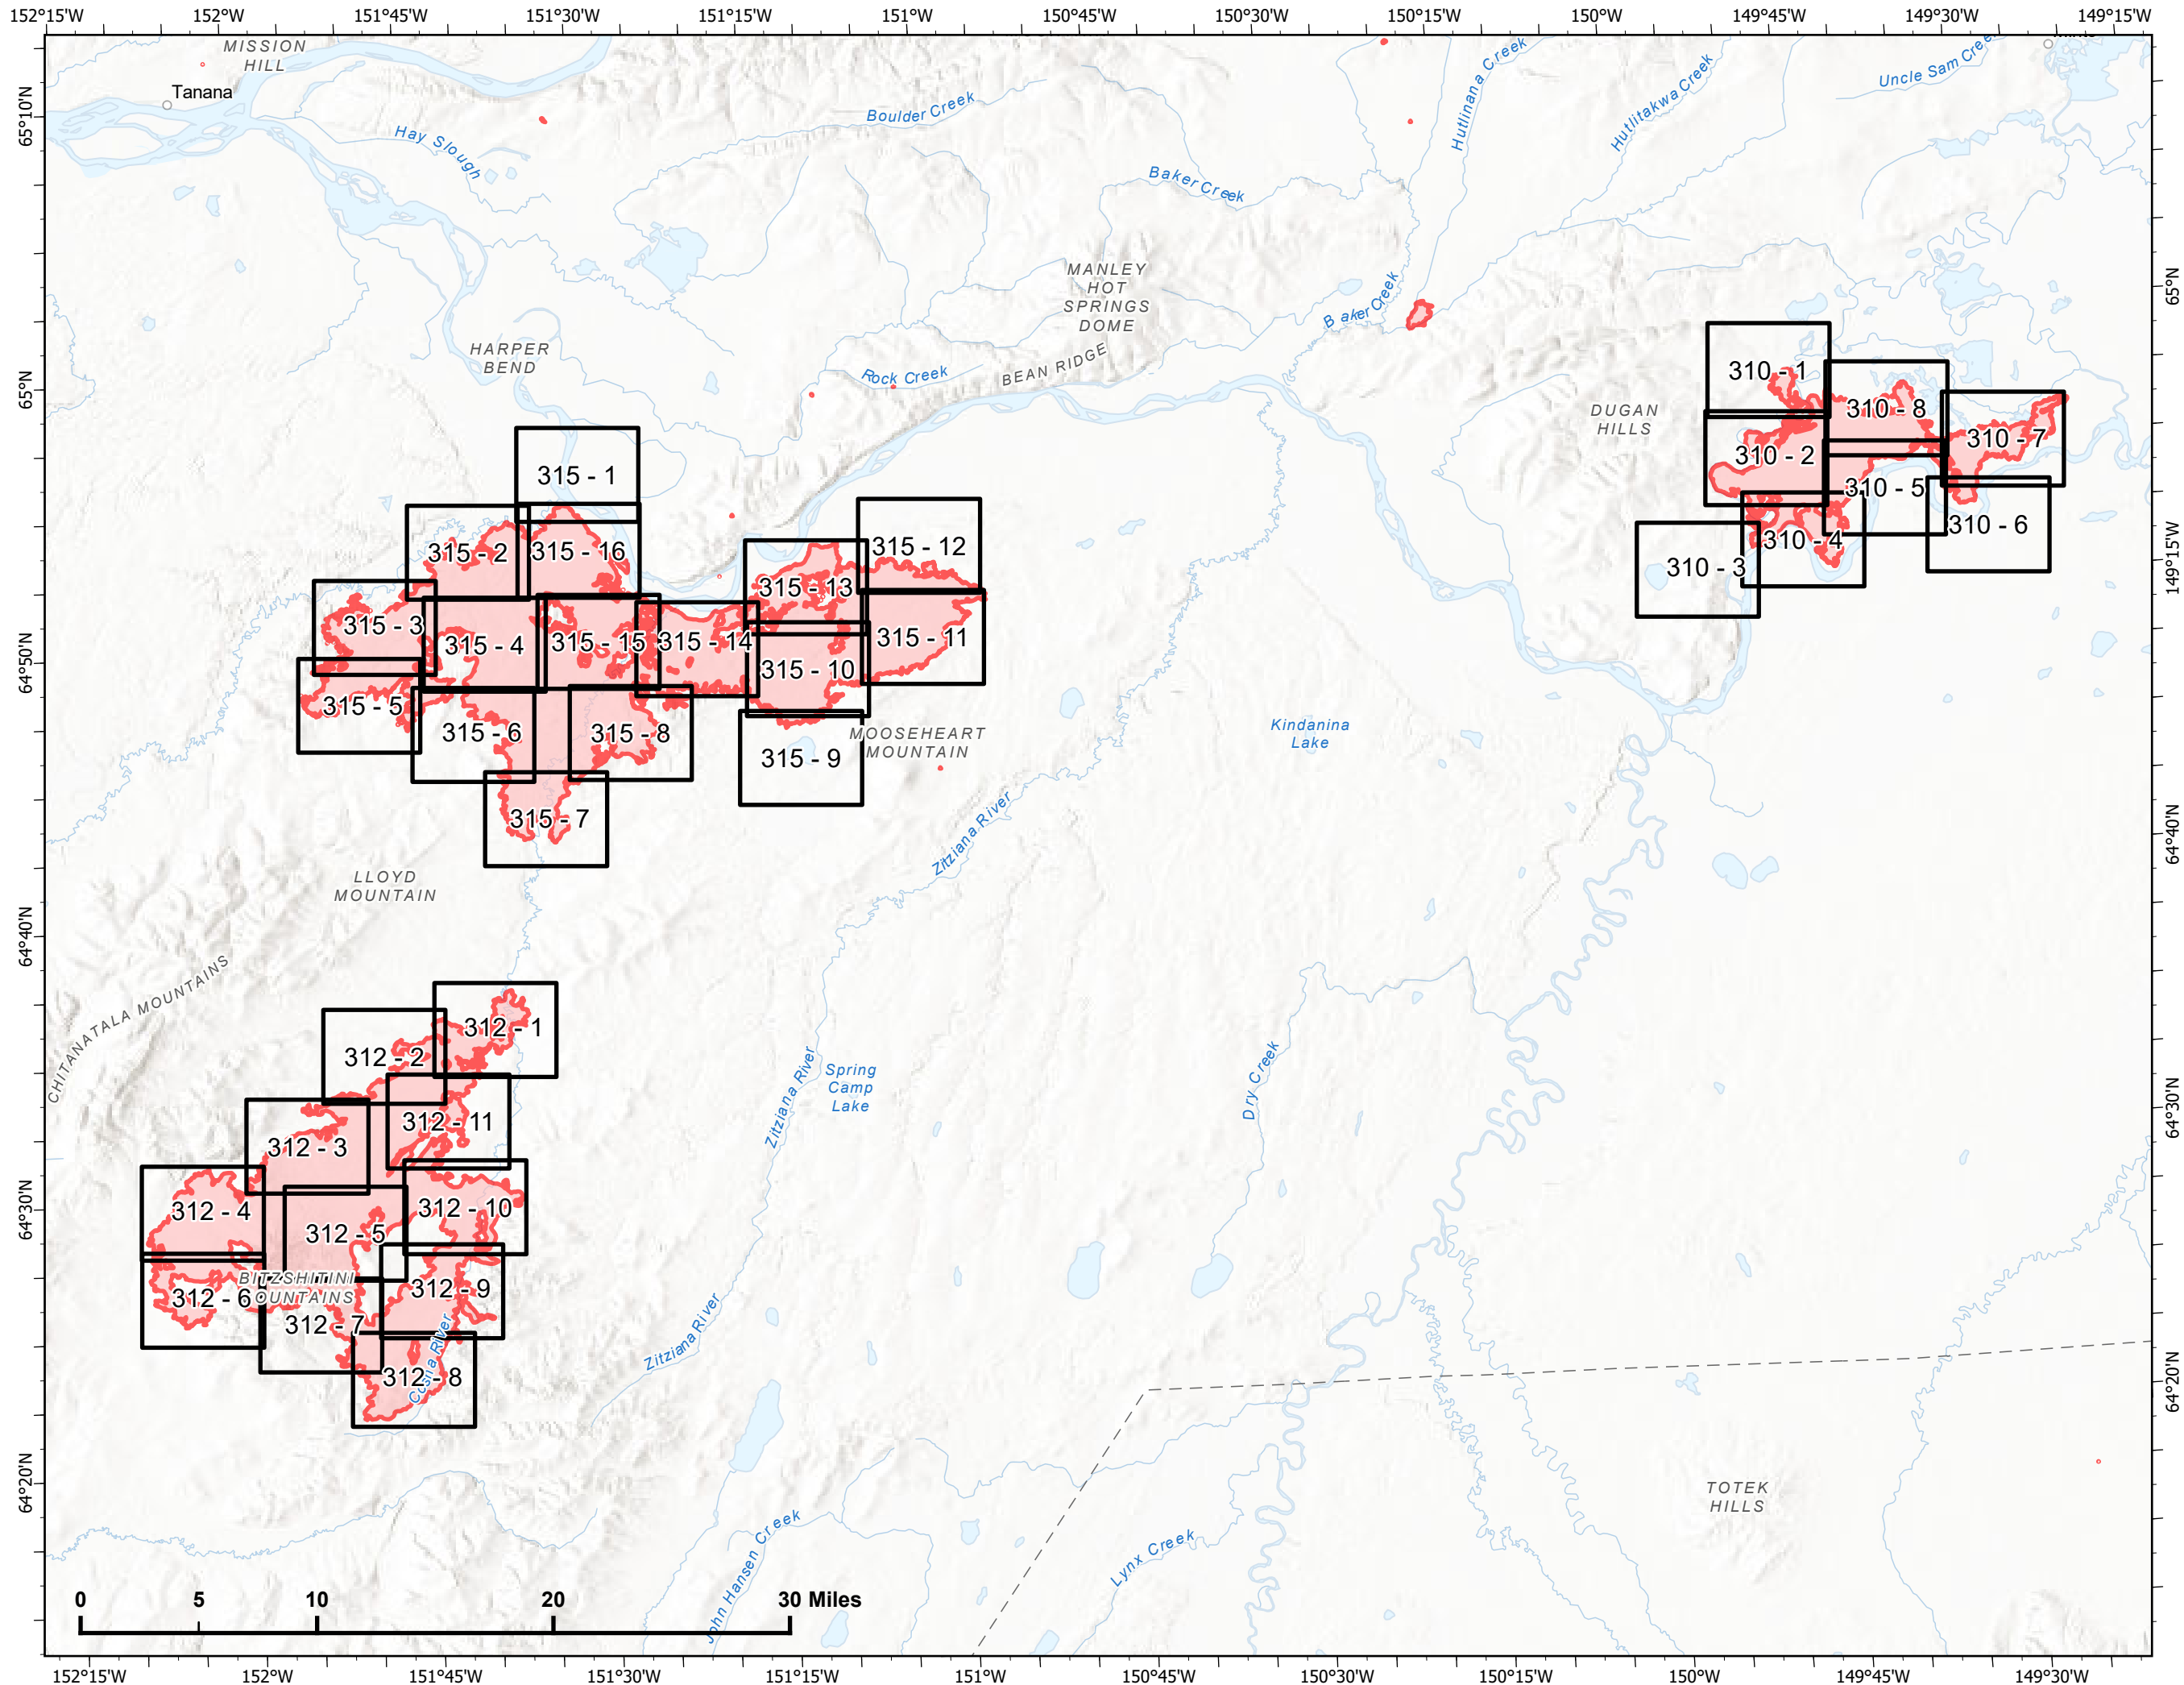 152°15'W 152°W 151°45'W 151°30'W 151°15'W 151°W 150°45'W 150°30'W 150°15'W 150°W 149°45'W 149°30'W 149°15'W
MISSION
HILL
Tanana
Hay Slough
Boulder Creek
Baker Creek
Hutlinana Creek
Hutlitakwa Creek
Uncle Sam Cree
65°10'N
65°N
64°50'N
64°40'N
64°30'N
64°20'N
65°N
149°15'W
64°40'N
64°30'N
64°20'N
MANLEY
HOT
SPRINGS
DOME
Baker Creek
HARPER
BEND
Rock Creek
BEAN RIDGE
DUGAN
HILLS
310 - 1
310 - 8
310 - 7
310 - 2
310 - 5
310 - 6
310 - 4
310 - 3
315 - 1
315 - 2
315 - 16
315 - 12
315 - 13
315 - 3
315 - 4
315 - 15
315 - 14
315 - 11
315 - 10
315 - 5
315 - 6
315 - 8
315 - 9
315 - 7
MOOSEHEART
MOUNTAIN
Kindanina
Lake
Zitziana River
LLOYD
MOUNTAIN
CHITANATALA MOUNTAINS
312 - 1
312 - 2
312 - 11
312 - 3
312 - 4
312 - 10
312 - 5
312 - 9
312 - 6
312 - 7
312 - 8
BITZSHITINI
OUNTAINS
River
Zitziana River
Spring
Camp
Lake
Dry Creek
Zitziana River
John Hansen Creek
Lynx Creek
TOTEK
HILLS
0 5 10 20 30 Miles
152°15'W 152°W 151°45'W 151°30'W 151°15'W 151°W 150°45'W 150°30'W 150°15'W 150°W 149°45'W 149°30'W